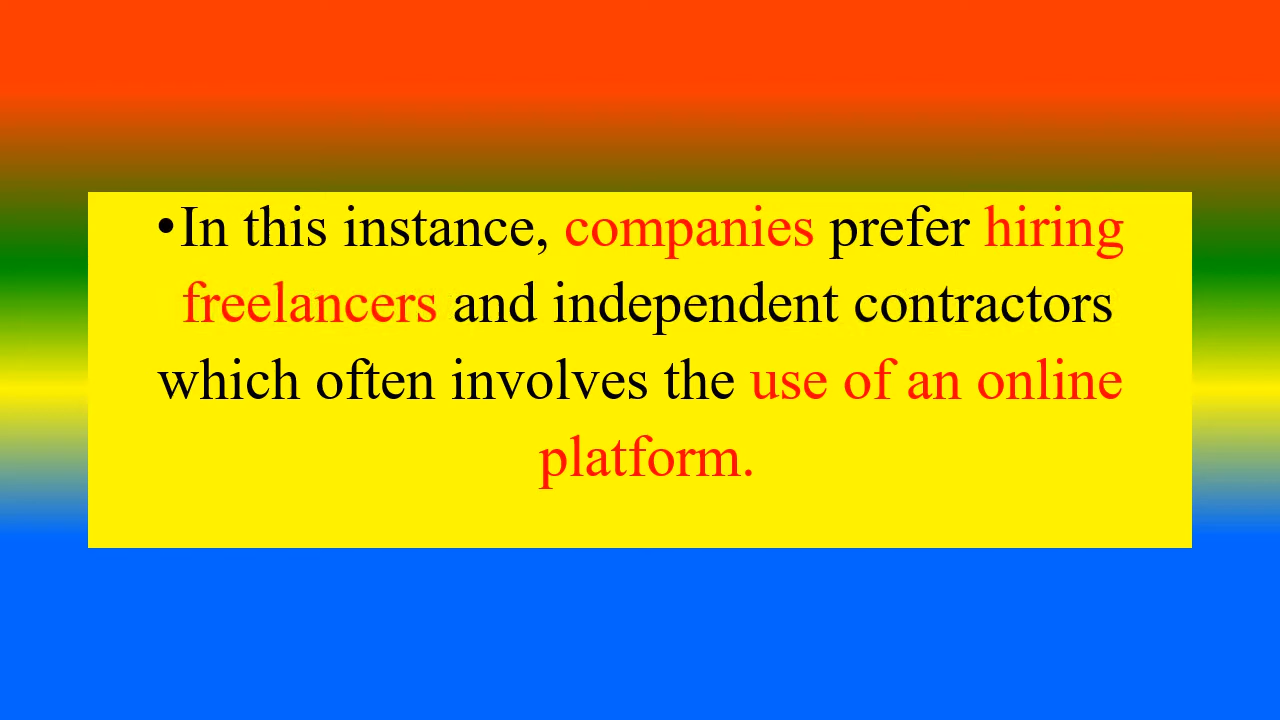 •In this instance, companies prefer hiring
freelancers and independent contractors
which often involves the use of an online
platform.